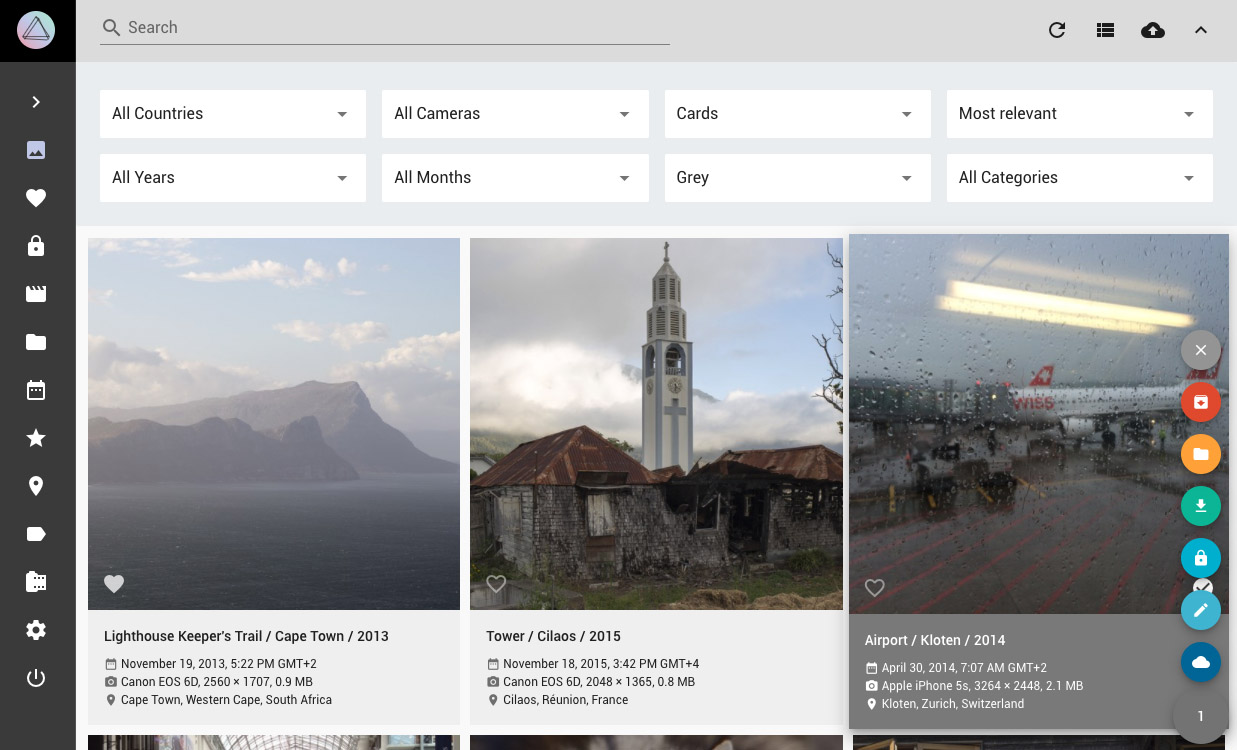 Search
All Countries
All Cameras
Cards
Most relevant
All Years
All Months
Grey
All Categories
swiss
Lighthouse Keeper's Trail / Cape Town / 2013
November 19, 2013, 5:22 PM GMT+2
Canon EOS 6D, 2560 × 1707, 0.9 MB
Cape Town, Western Cape, South Africa
Tower / Cilaos / 2015
November 18, 2015, 3:42 PM GMT+4
Canon EOS 6D, 2048 × 1365, 0.8 MB
Cilaos, Réunion, France
Airport / Kloten / 2014
April 30, 2014, 7:07 AM GMT+2
Apple iPhone 5s, 3264 × 2448, 2.1 MB
Kloten, Zurich, Switzerland
1